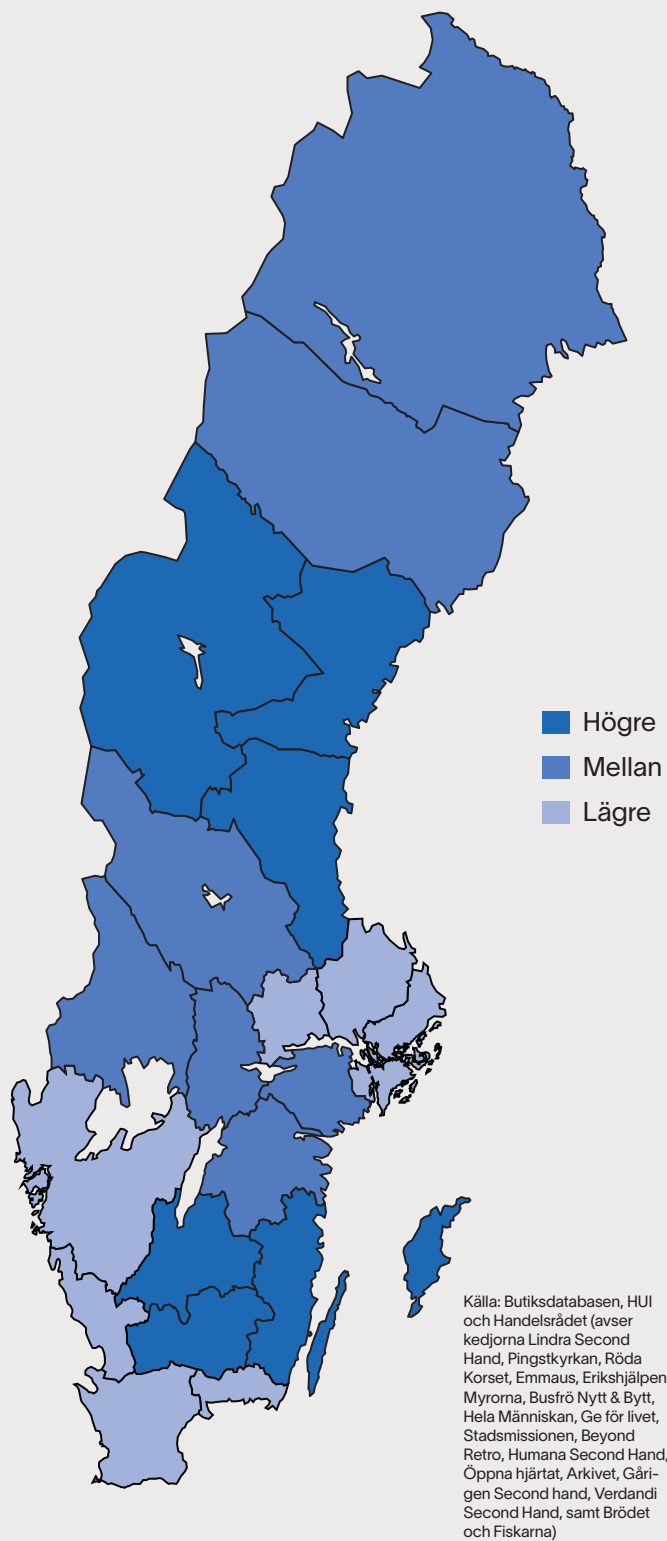 Högre
Mellan
Lägre
Källa: Butiksdatabasen, HUI
och Handelsrådet (avser
kedjorna Lindra Second
Hand, Pingstkyrkan, Röda
Korset, Emmaus, Erikshjälpen
Myrorna, Busfrö Nytt & Bytt,
Hela Människan, Ge för livet,
Stadsmissionen, Beyond
Retro, Humana Second Hand,
Öppna hjärtat, Arkivet, Gåri-
gen Second hand, Verdandi
Second Hand, samt Brödet
och Fiskarna)